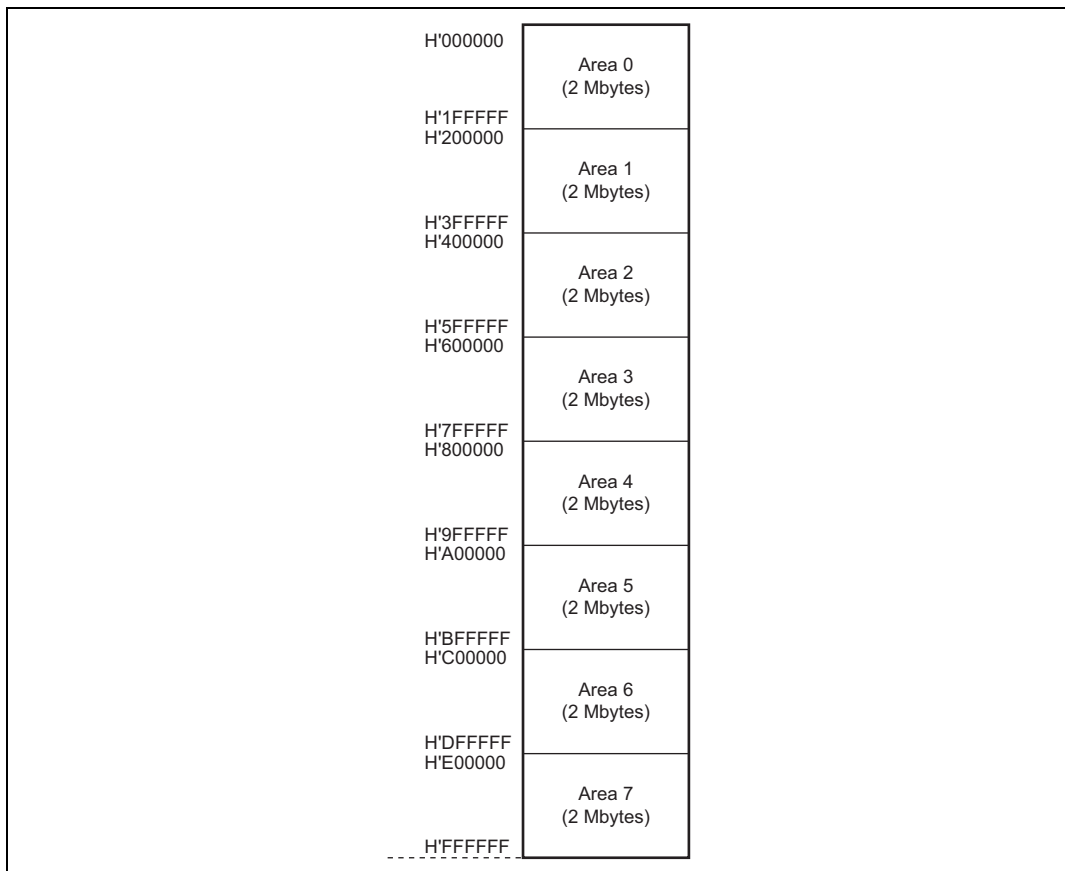 H'000000
Area 0
(2 Mbytes)
H'1FFFFF
H'200000
Area 1
(2 Mbytes)
H'3FFFFF
H'400000
Area 2
(2 Mbytes)
H'5FFFFF
H'600000
Area 3
(2 Mbytes)
H'7FFFFF
H'800000
Area 4
(2 Mbytes)
H'9FFFFF
H'A00000
Area 5
(2 Mbytes)
H'BFFFFF
H'C00000
Area 6
(2 Mbytes)
H'DFFFFF
H'E00000
Area 7
(2 Mbytes)
H'FFFFFF